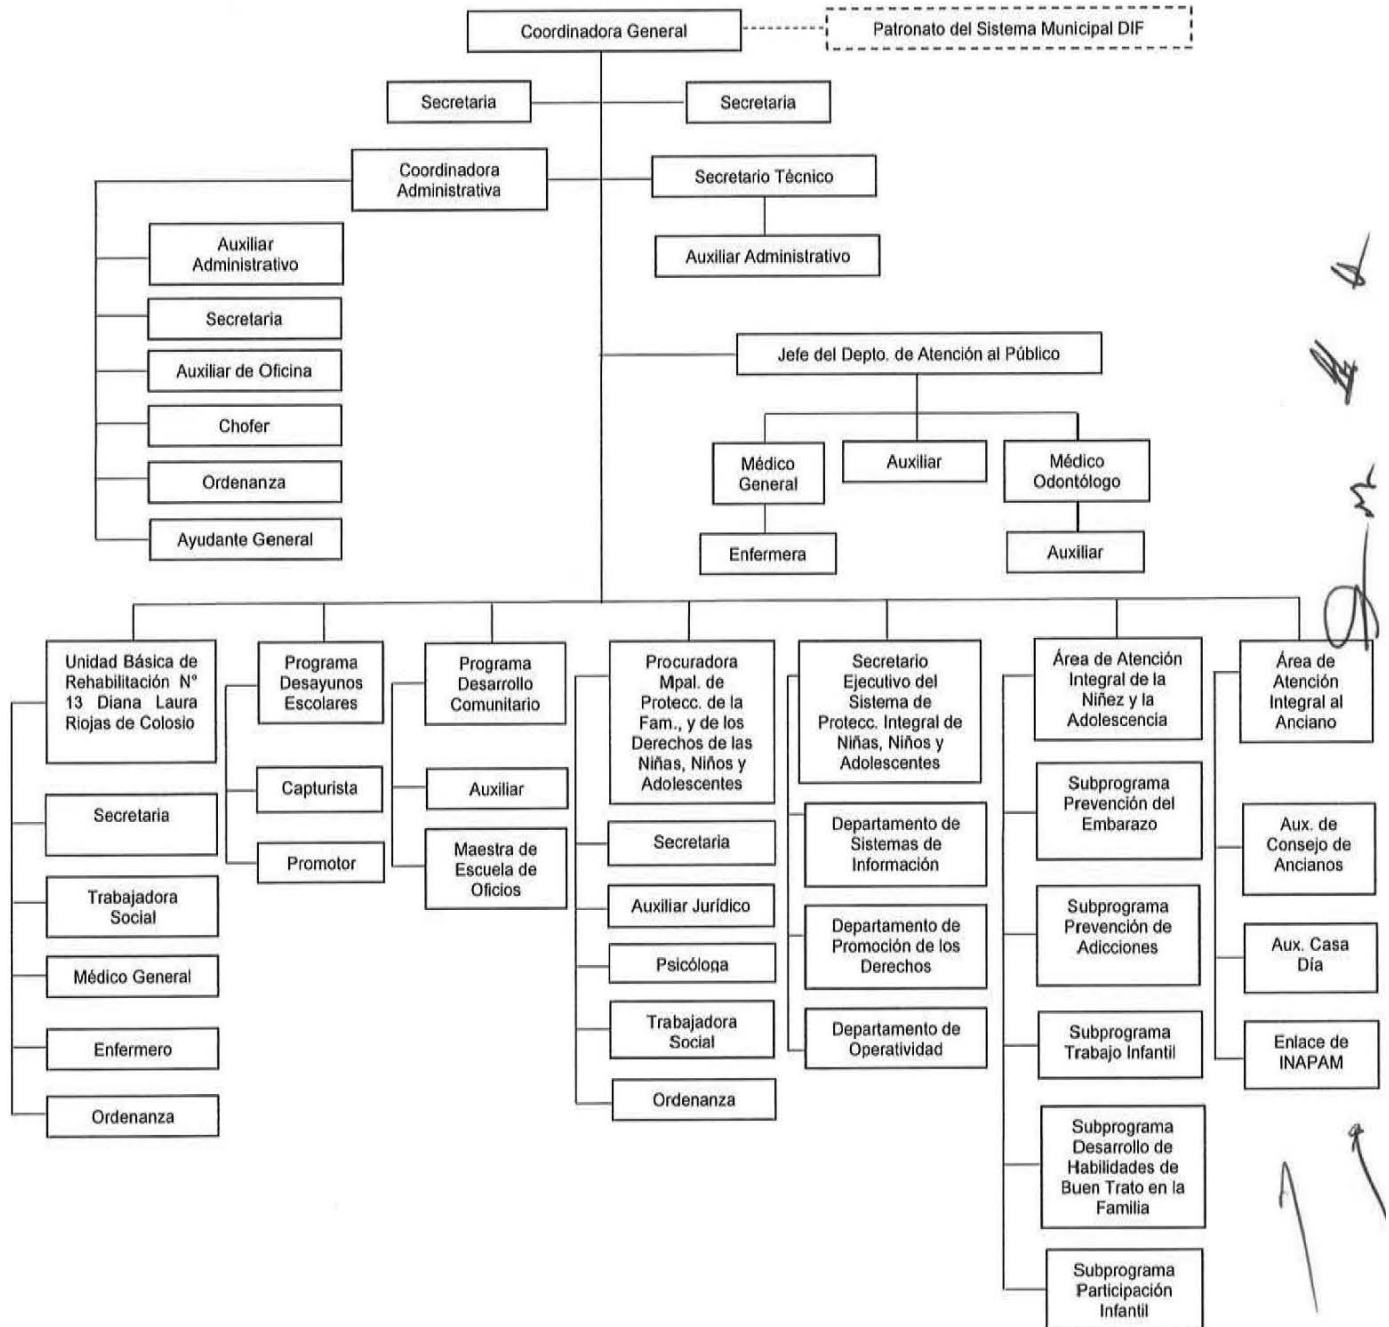 Coordinadora General
Patronato del Sistema Municipal DIF
Secretaria
Secretaria
Coordinadora
Administrativa
Secretario Técnico
Auxiliar Administrativo
Auxiliar
Administrativo
Secretaria
Auxiliar de Oficina
Chofer
Ordenanza
Ayudante General
Jefe del Depto. de Atención al Público
Médico
General
Auxiliar
Médico
Odontólogo
Enfermera
Auxiliar
Unidad Básica de
Rehabilitación N°
13 Diana Laura
Riojas de Colosio
Secretaria
Trabajadora
Social
Médico General
Enfermero
Ordenanza
Programa
Desayunos
Escolares
Capturista
Promotor
Programa
Desarrollo
Comunitario
Auxiliar
Maestra de
Escuela de
Oficios
Procuradora
Mpal. de
Protecc. de la
Fam., y de los
Derechos de las
Niñas, Niños y
Adolescentes
Secretaria
Auxiliar Jurídico
Psicóloga
Trabajadora
Social
Ordenanza
Secretario
Ejecutivo del
Sistema de
Protecc. Integral de
Niñas, Niños y
Adolescentes
Departamento de
Sistemas de
Información
Departamento de
Promoción de los
Derechos
Departamento de
Operatividad
Área de Atención
Integral de la
Niñez y la
Adolescencia
Subprograma
Prevención del
Embarazo
Subprograma
Prevención de
Adicciones
Subprograma
Trabajo Infantil
Subprograma
Desarrollo de
Habilidades de
Buen Trato en la
Familia
Subprograma
Participación
Infantil
Área de
Atención
Integral al
Anciano
Aux. de
Consejo de
Ancianos
Aux. Casa
Día
Enlace de
INAPAM